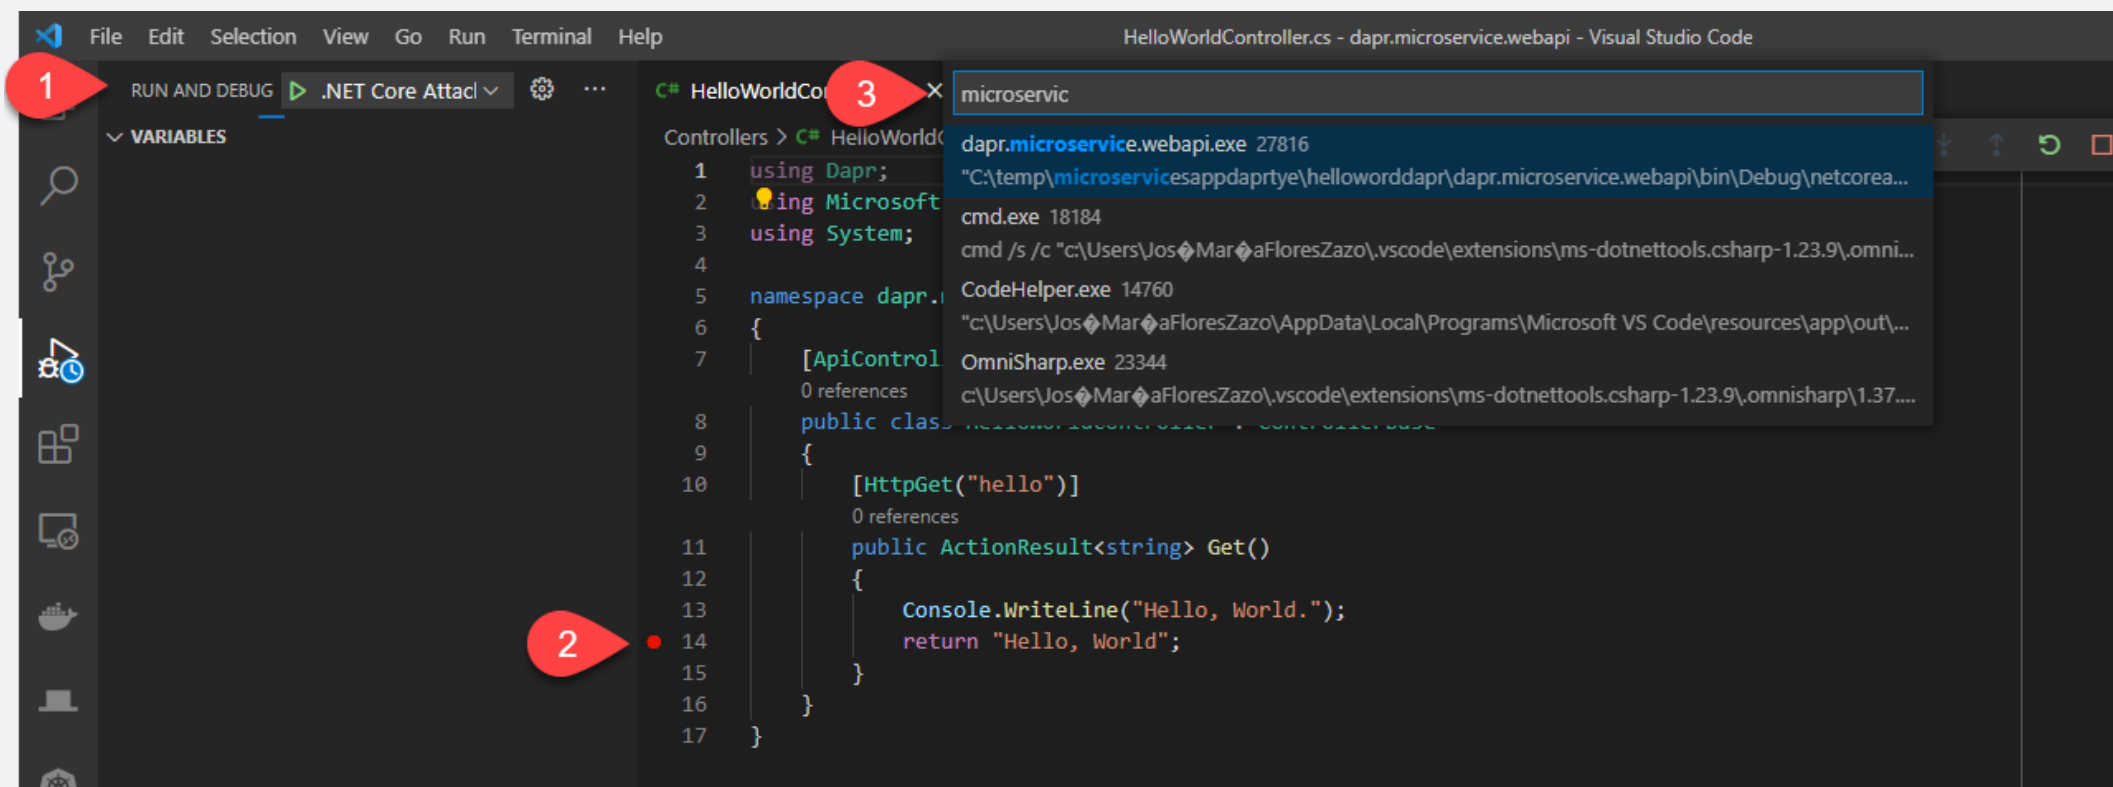 File Edit Selection View Go Run Terminal Help
HelloWorldController.cs - dapr.microservice.webapi - Visual Studio Code
1
RUN AND DEBUG .NET Core Attacl
VARIABLES
C# HelloWorldCo
3
microservic
dapr.microservice.webapi.exe 27816
"C:\temp\microservicesappdaprtye\helloworddapr\dapr.microservice.webapi\bin\Debug\netcorea...
cmd.exe 18184
cmd /s /c "c:\Users\Jos�Mar�aFloresZazo\.vscode\extensions\ms-dotnettools.csharp-1.23.9\.omni...
CodeHelper.exe 14760
"c:\Users\Jos�Mar�aFloresZazo\AppData\Local\Programs\Microsoft VS Code\resources\app\out\...
OmniSharp.exe 23344
c:\Users\Jos�Mar�aFloresZazo\.vscode\extensions\ms-dotnettools.csharp-1.23.9\.omnisharp\1.37....
Controllers > C# HelloWorld
1 using Dapr;
2 using Microsoft
3 using System;
4
5 namespace dapr.
6 {
7 [ApiControl
0 references
8 public class HelloWorldController : ControllerBase
9 {
10 [HttpGet("hello")]
0 references
11 public ActionResult<string> Get()
12 {
13 Console.WriteLine("Hello, World.");
2
14 return "Hello, World";
15 }
16 }
17 }